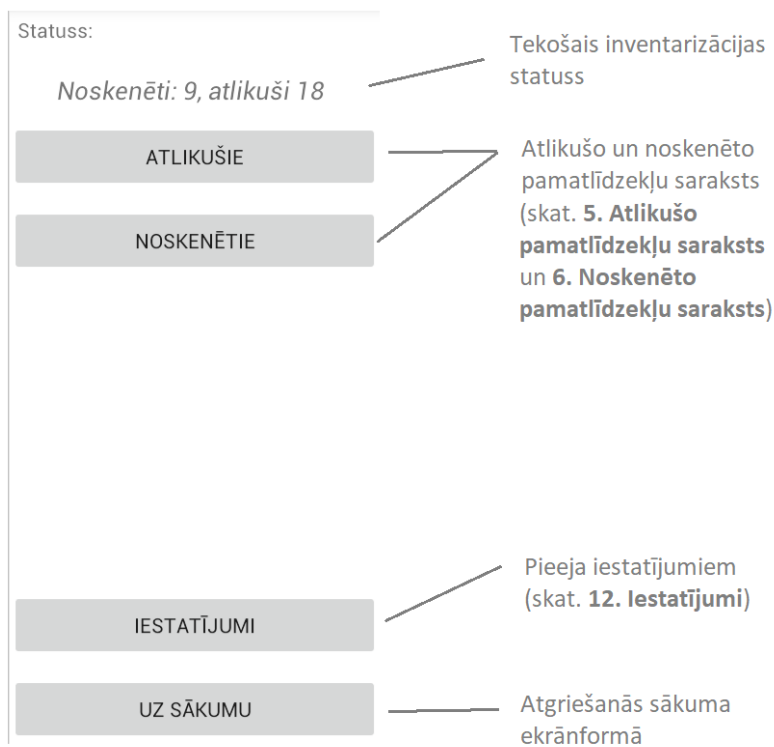 Statuss:
Noskenēti: 9, atlikuši 18
ATLIKUŠIE
NOSKENĒTIE
IESTATĪJUMI
UZ SĀKUMU
Tekošais inventarizācijas
statuss
Atlikušo un noskenēto
pamatlīdzekļu saraksts
(skat. 5. Atlikušo
pamatlīdzekļu saraksts
un 6. Noskenēto
pamatlīdzekļu saraksts)
Pieeja iestatījumiem
(skat. 12. Iestatījumi)
Atgriešanās sākuma
ekrānformā